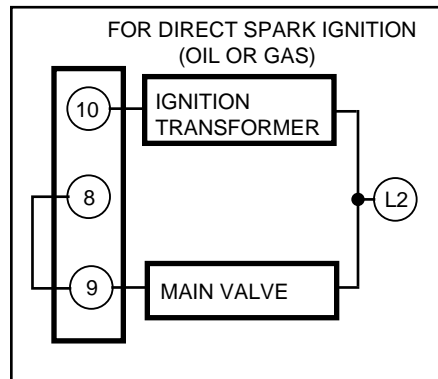 FOR DIRECT SPARK IGNITION
(OIL OR GAS)
10
IGNITION
TRANSFORMER
8
L2
9
MAIN VALVE